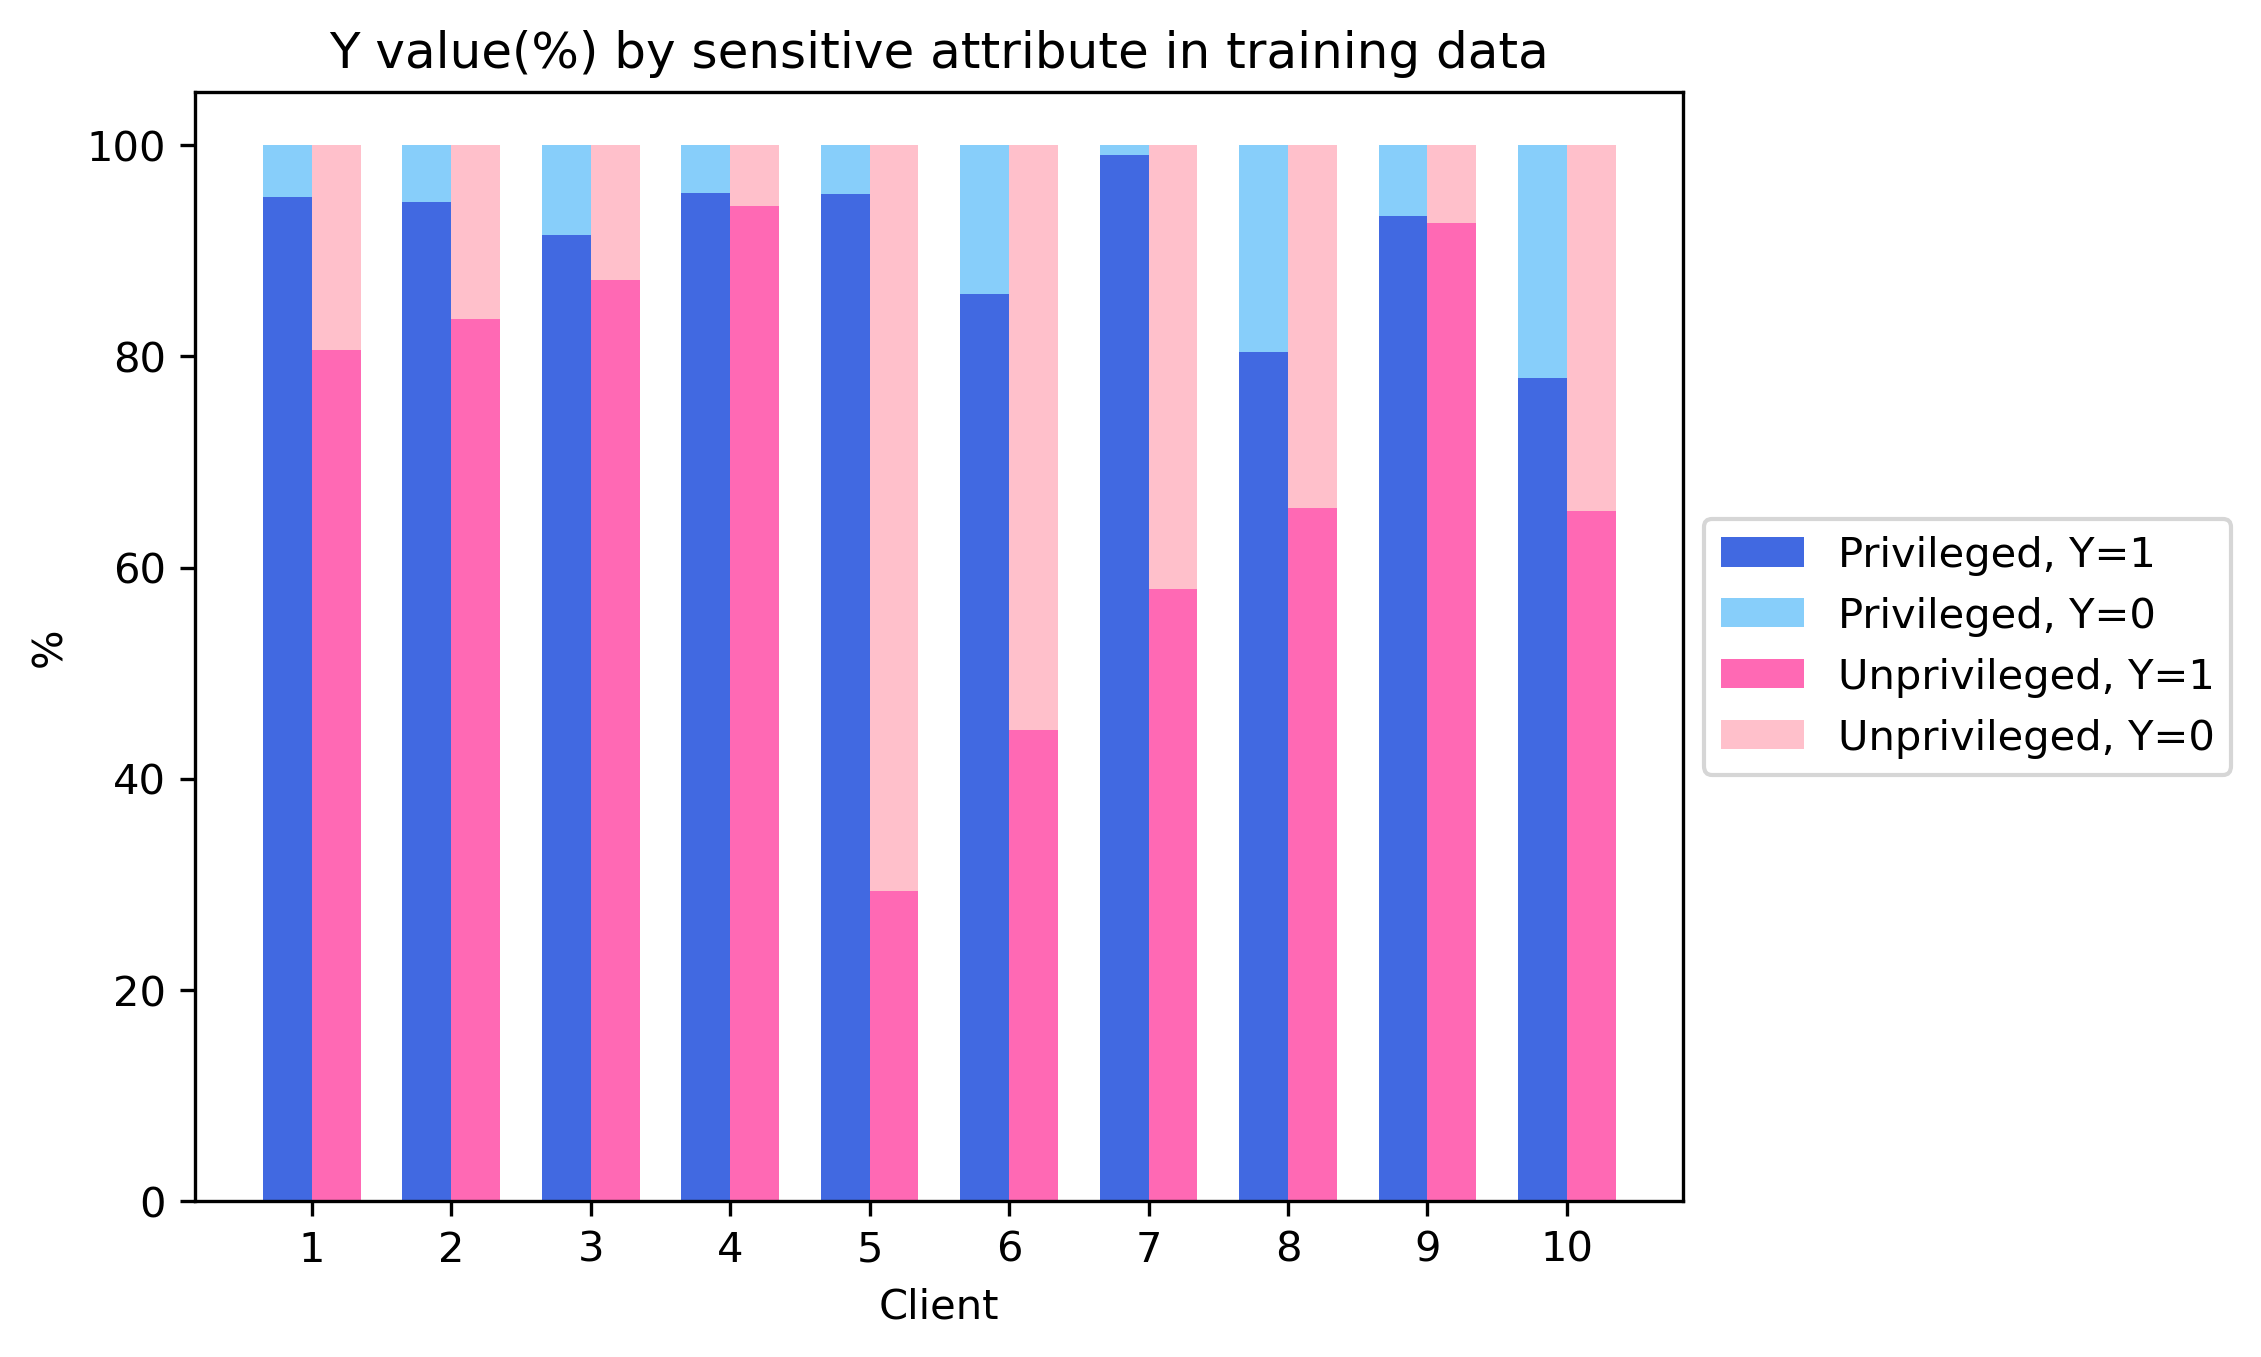 Y value(%) by sensitive attribute in training data
100
80
60
40
20
0
%
1 2 3 4 5 6 7 8 9 10
Client
Privileged, Y=1
Privileged, Y=0
Unprivileged, Y=1
Unprivileged, Y=0